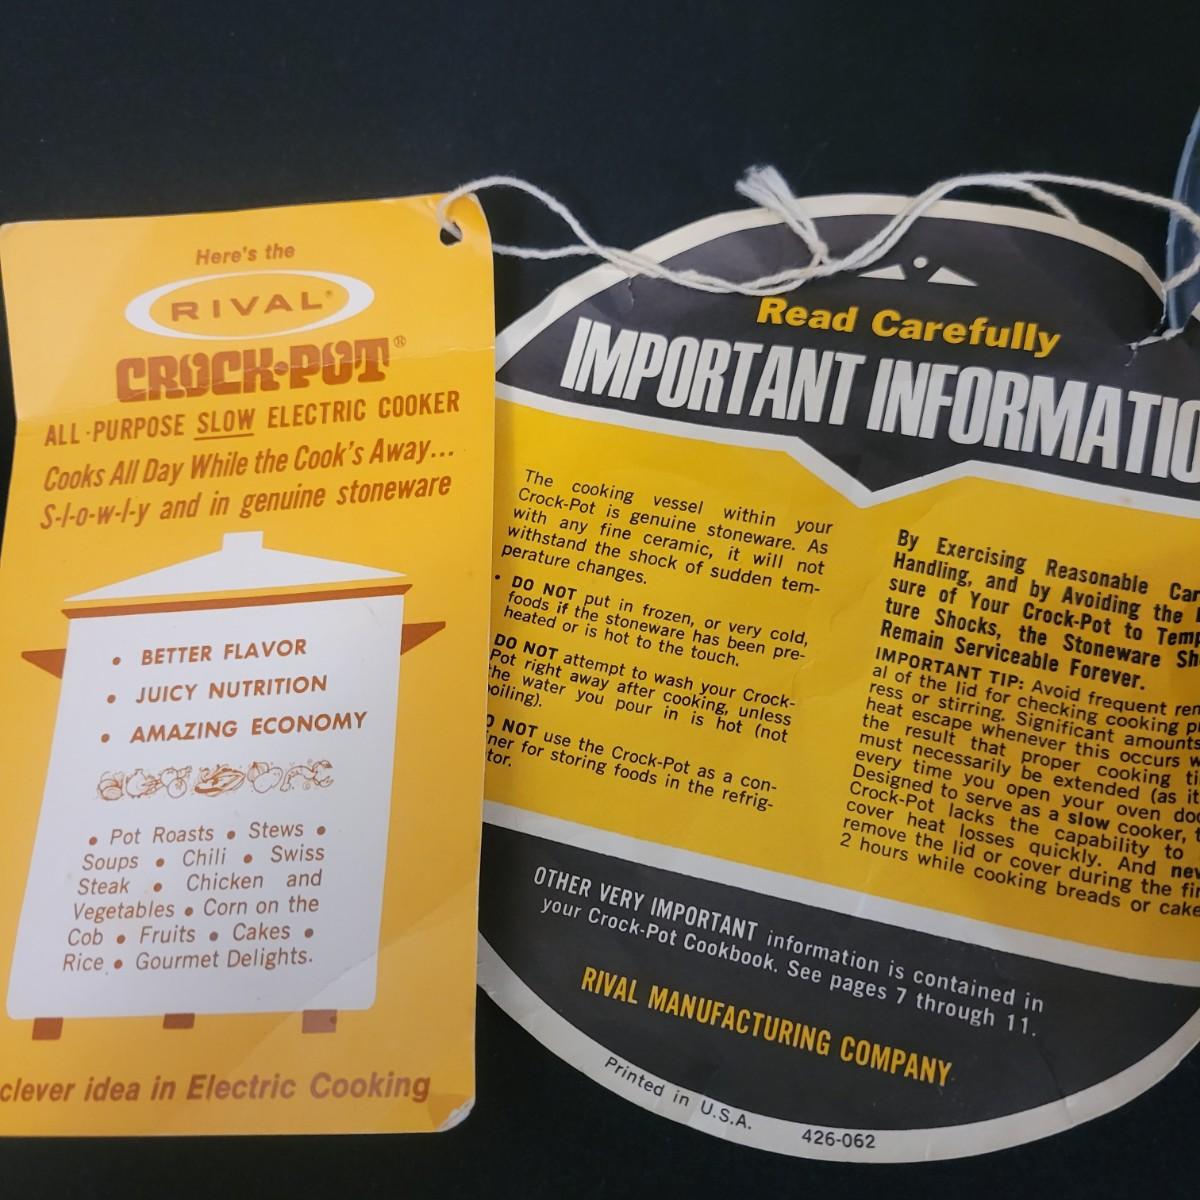 Here's the
RIVAL®
CROCK-POT®
ALL-PURPOSE SLOW ELECTRIC COOKER
Cooks All Day While the Cook's Away...
S-l-o-w-l-y and in genuine stoneware
• BETTER FLAVOR
• JUICY NUTRITION
• AMAZING ECONOMY
• Pot Roasts • Stews •
Soups • Chili • Swiss
Steak • Chicken and
Vegetables • Corn on the
Cob • Fruits • Cakes •
Rice • Gourmet Delights.
clever idea in Electric Cooking
Read Carefully
IMPORTANT INFORMATIO
The cooking vessel within your
Crock-Pot is genuine stoneware. As
with any fine ceramic, it will not
withstand the shock of sudden tem-
perature changes.
• DO NOT put in frozen, or very cold,
foods if the stoneware has been pre-
heated or is hot to the touch.
DO NOT attempt to wash your Crock-
Pot right away after cooking, unless
the water you pour in is hot (not
boiling).
O NOT use the Crock-Pot as a con-
ner for storing foods in the refrig-
tor.
By Exercising Reasonable Car
Handling, and by Avoiding the
sure of Your Crock-Pot to Temp
ture Shocks, the Stoneware Sh
Remain Serviceable Forever.
IMPORTANT TIP: Avoid frequent rem
al of the lid for checking cooking p
ress or stirring. Significant amounts
heat escape whenever this occurs w
the result that proper cooking ti
must necessarily be extended (as it
every time you open your oven doo
Designed to serve as a slow cooker,
Crock-Pot lacks the capability to
cover heat losses quickly. And nev
remove the lid or cover during the fir
2 hours while cooking breads or cake
OTHER VERY IMPORTANT information is contained in
your Crock-Pot Cookbook. See pages 7 through 11.
RIVAL MANUFACTURING COMPANY
Printed in U.S.A.
426-062